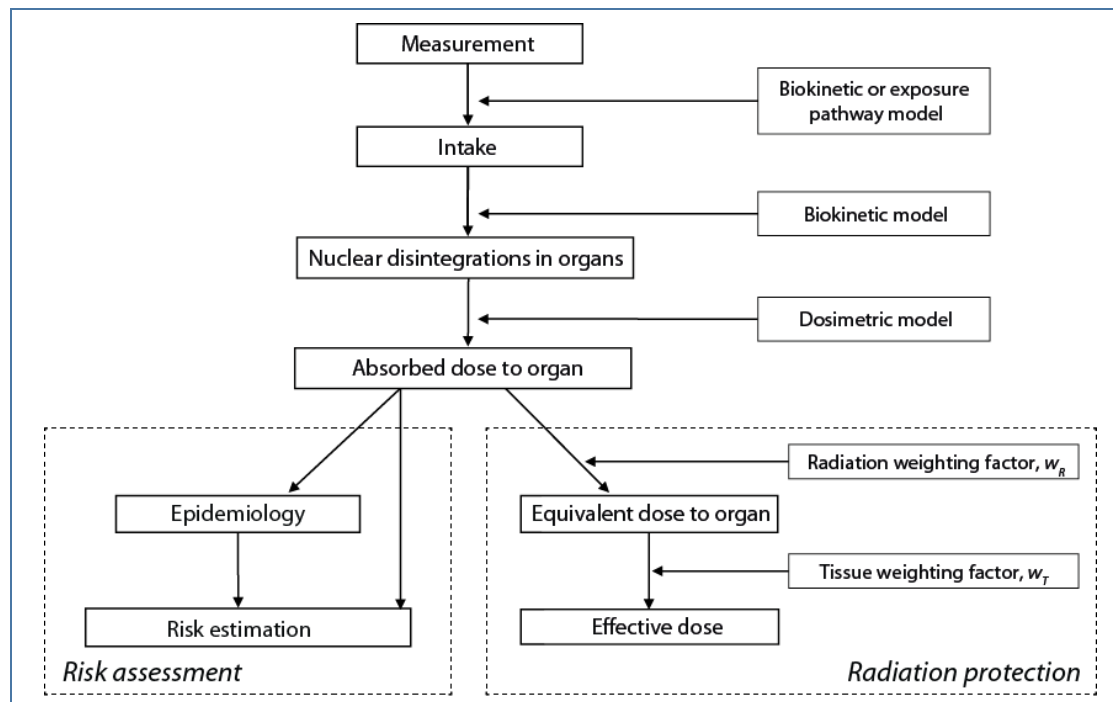 Measurement
Biokinetic or exposure
pathway model
Intake
Biokinetic model
Nuclear disintegrations in organs
Dosimetric model
Absorbed dose to organ
Radiation weighting factor, w_R
Epidemiology
Equivalent dose to organ
Tissue weighting factor, w_T
Risk estimation
Effective dose
Risk assessment
Radiation protection